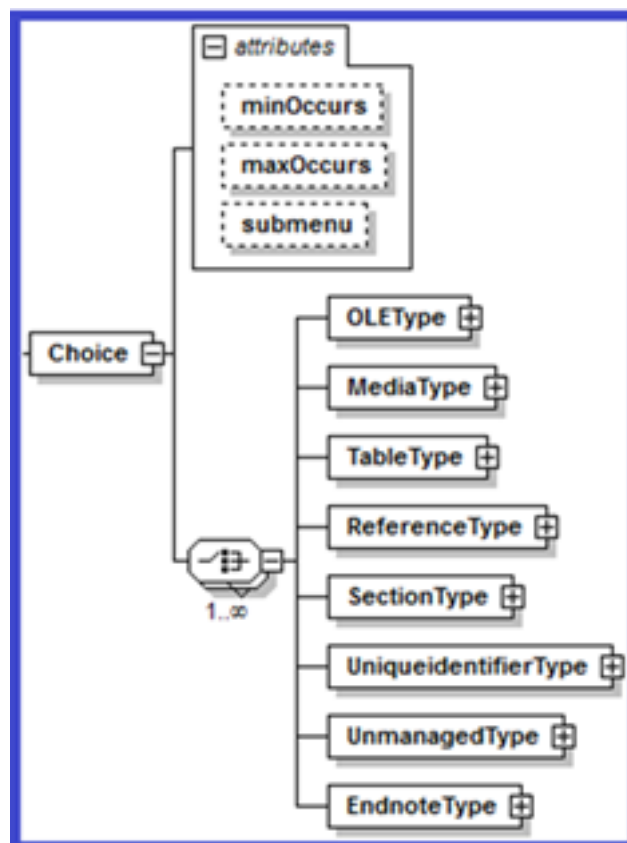 attributes
minOccurs
maxOccurs
submenu
Choice
OLEType
MediaType
TableType
ReferenceType
SectionType
1..∞
UniqueidentifierType
UnmanagedType
EndnoteType